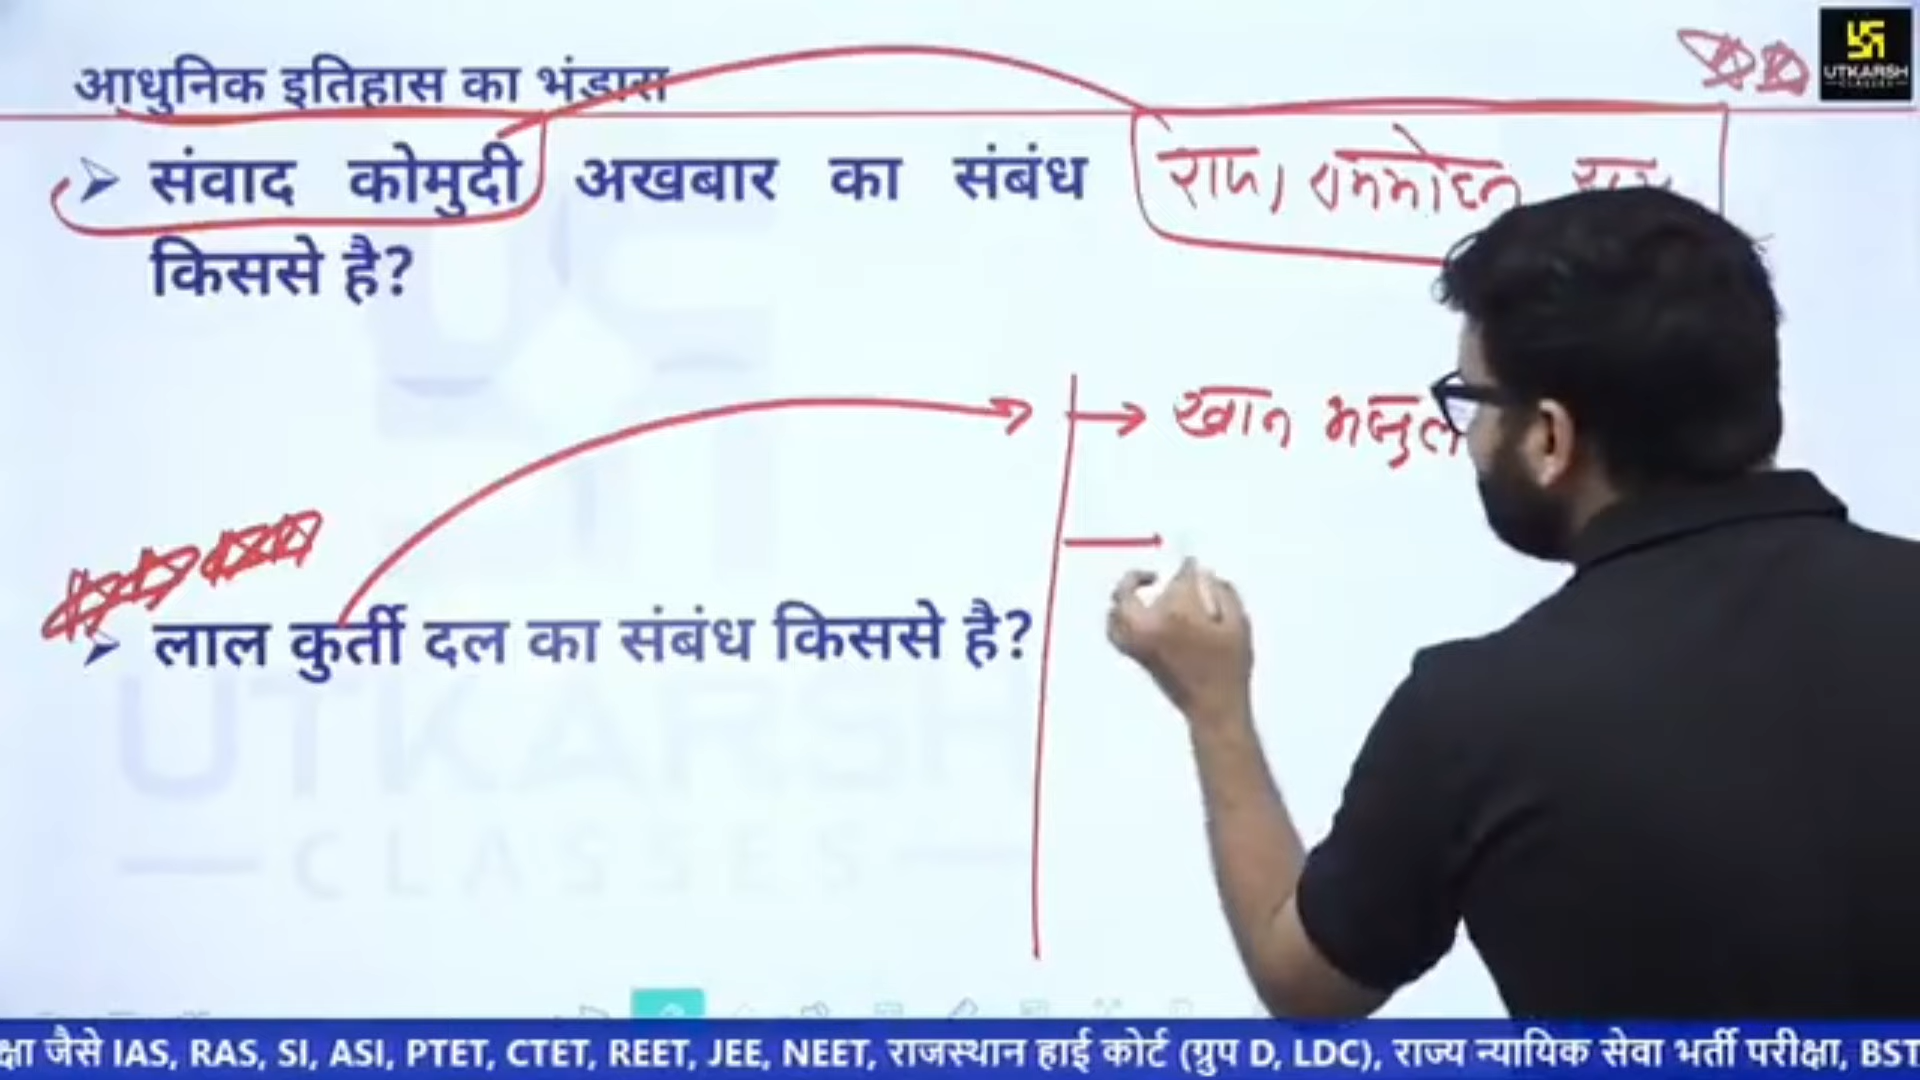 आधुनिक इतिहास का भंडारा
UTKARSH
CLASSES
संवाद कोमुदी अखबार का संबंध
किससे है?
राजा राममोहन राय
खान अब्दुल
लाल कुर्ती दल का संबंध किससे है?
UTKARSH
CLASSES
क्षा जैसे IAS, RAS, SI, ASI, PTET, CTET, REET, JEE, NEET, राजस्थान हाई कोर्ट (ग्रुप D, LDC), राज्य न्यायिक सेवा भर्ती परीक्षा, BST